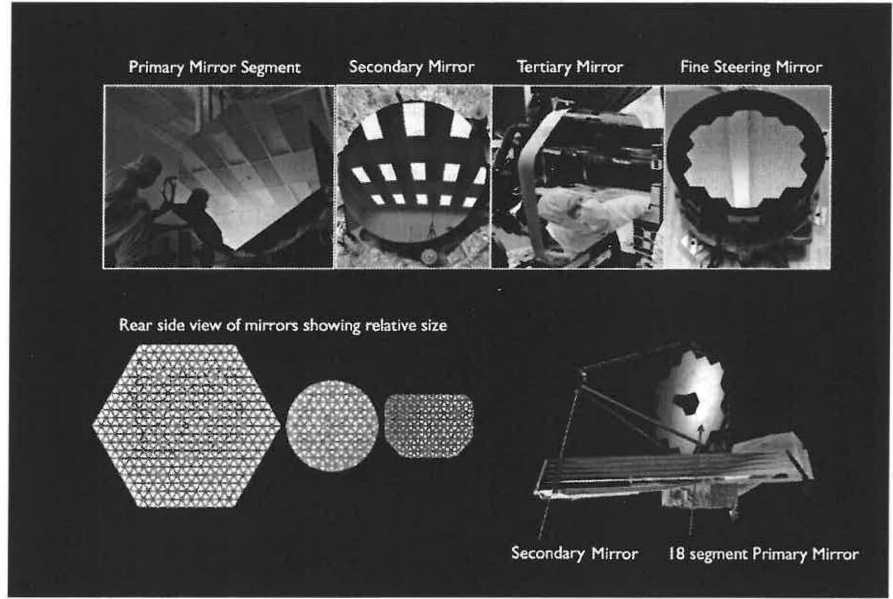 Primary Mirror Segment
Secondary Mirror
Tertiary Mirror
Fine Steering Mirror
Rear side view of mirrors showing relative size
Secondary Mirror
18 segment Primary Mirror